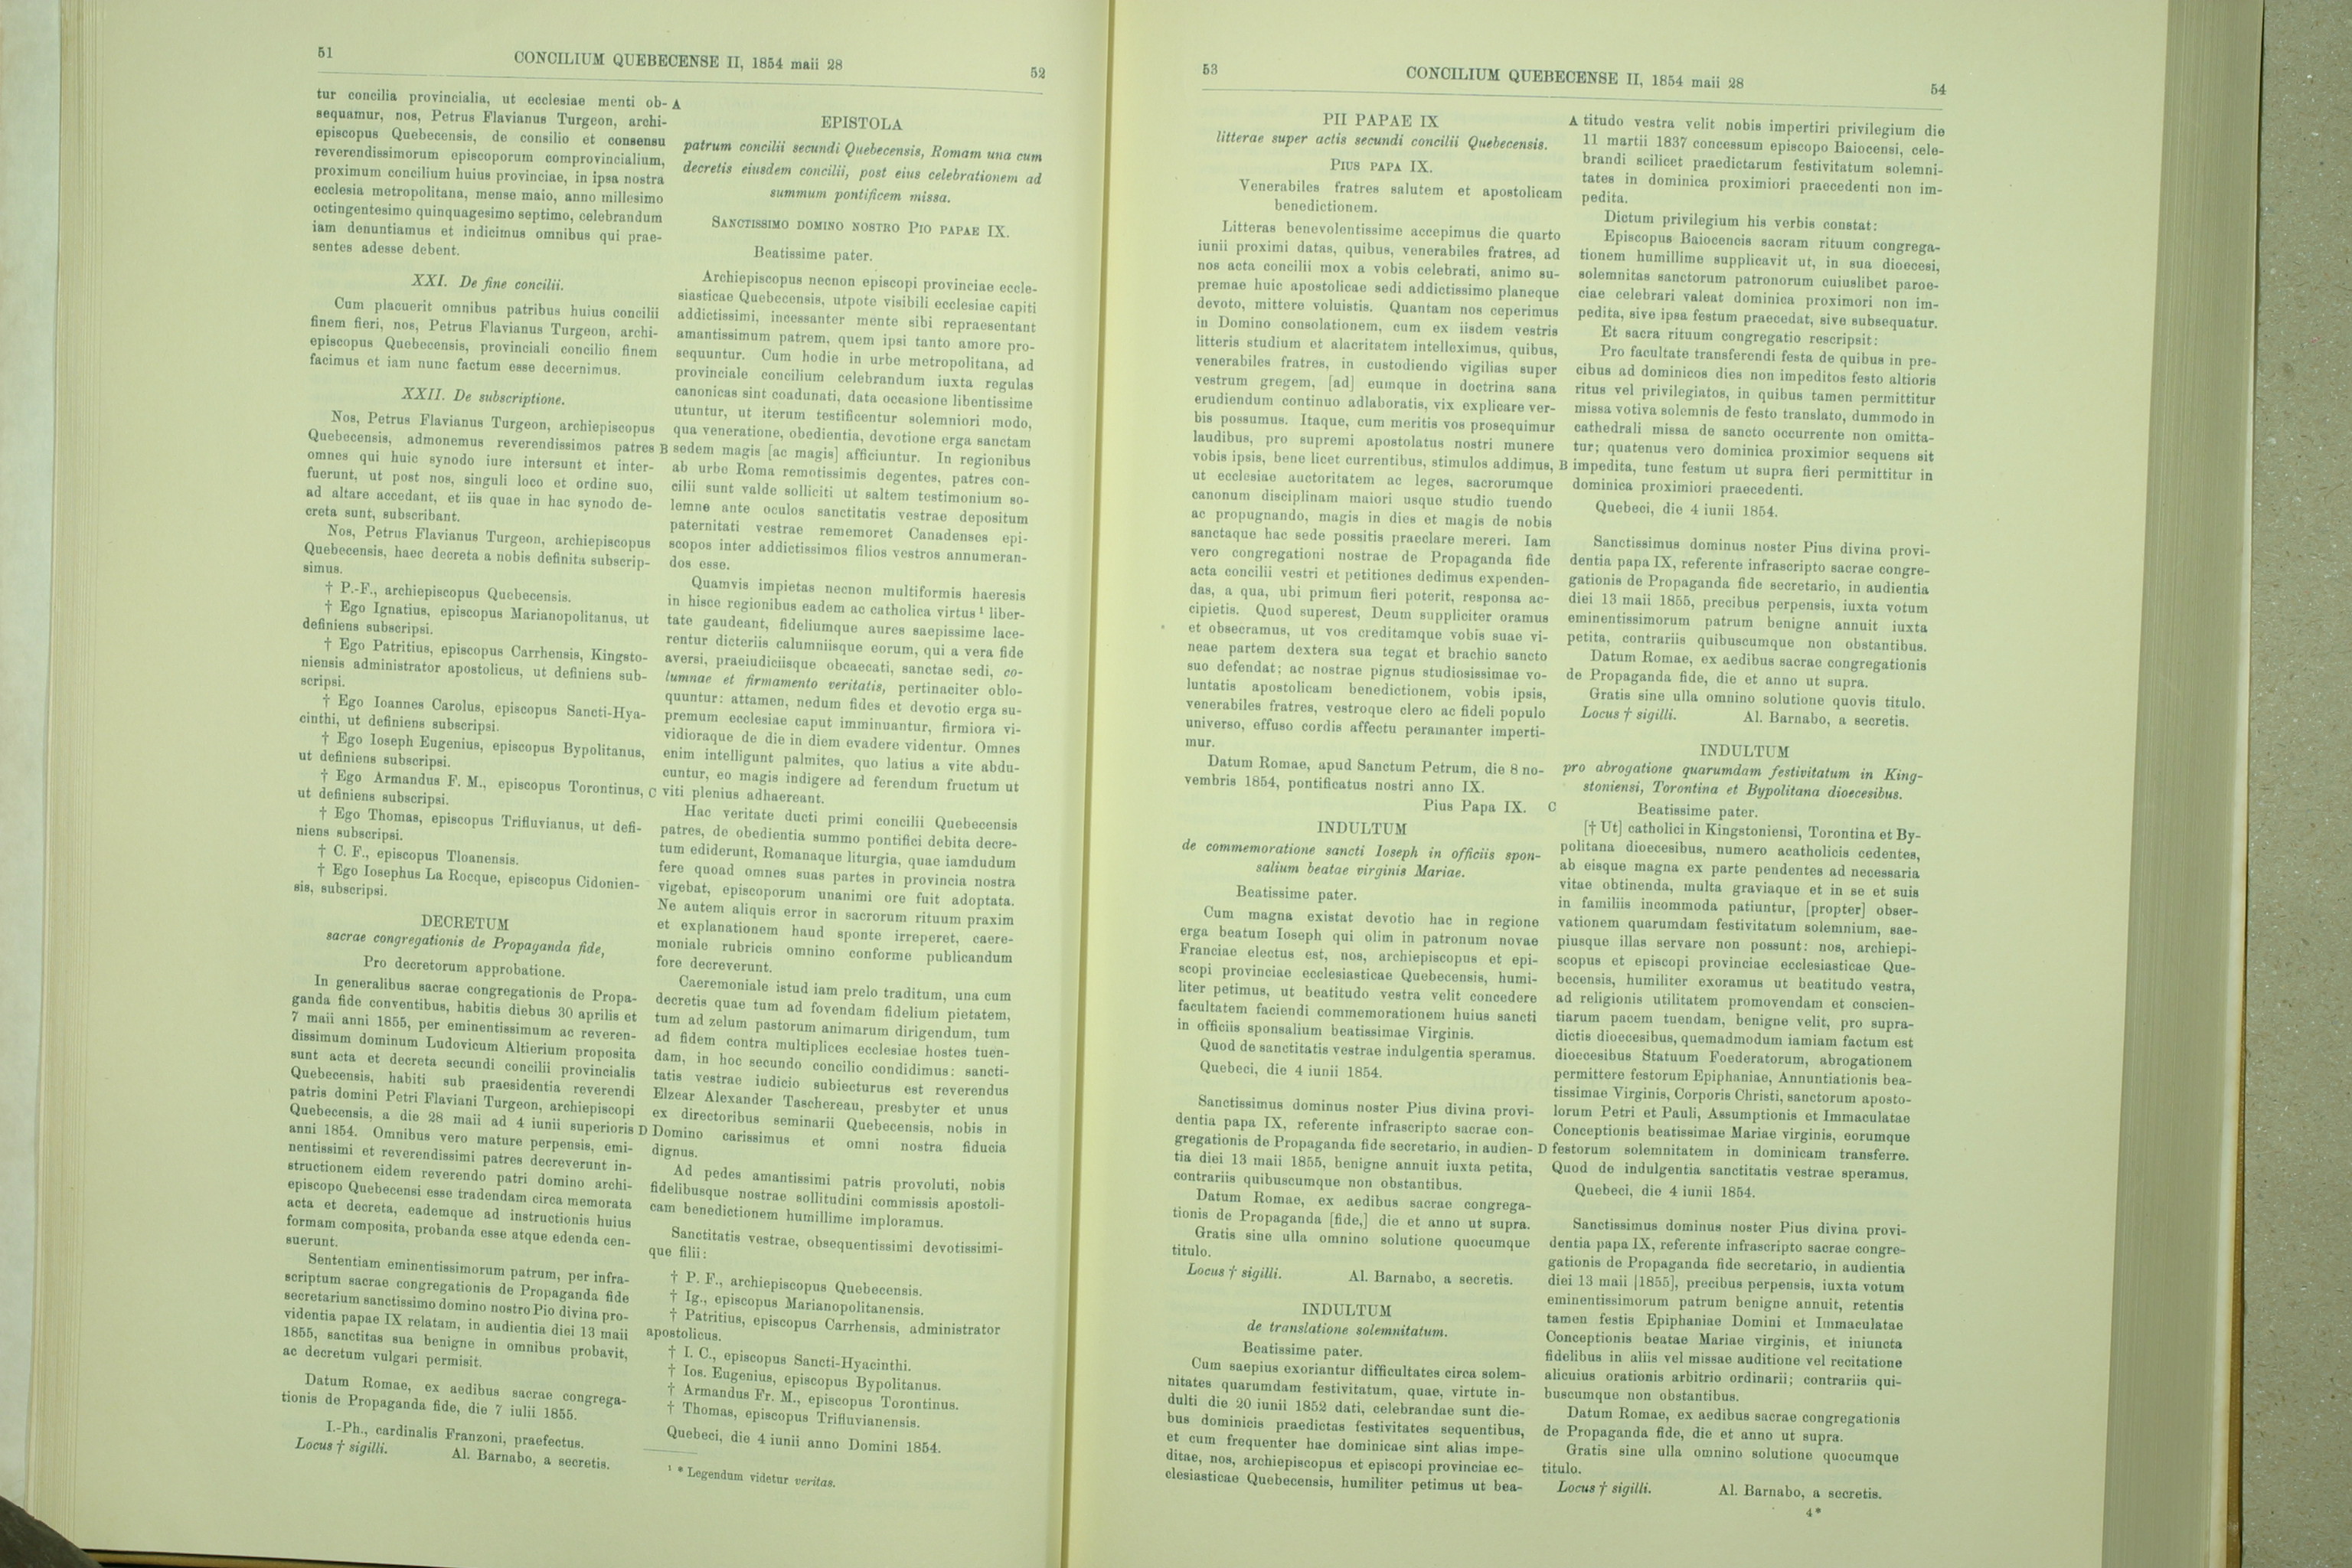 51
CONCILIUM QUEBECENSE II, 1854 maii 28
52
tur concilia provincialia, ut ecclesiae menti ob-
sequamur, nos, Petrus Flavianus Turgeon, archi-
episcopus Quebecensis, de consilio et consensu
reverendissimorum episcoporum comprovincialium,
proximum concilium huius provinciae, in ipsa nostra
ecclesia metropolitana, mense maio, anno millesimo
octingentesimo quinquagesimo septimo, celebrandum
iam denuntiamus et indicimus omnibus qui prae-
sentes adesse debent.
XXI. De fine concilii.
Cum placuerit omnibus patribus huius concilii
finem fieri, nos, Petrus Flavianus Turgeon, archi-
episcopus Quebecensis, provinciali concilio finem
facimus et iam nunc factum esse decernimus.
XXII. De subscriptione.
Nos, Petrus Flavianus Turgeon, archiepiscopus
Quebecensis, admonemus reverendissimos patres
omnes qui huic synodo iure intersunt et inter-
fuerunt, ut post nos, singuli loco et ordine suo,
ad altare accedant, et iis quae in hac synodo de-
creta sunt, subscribant.
Nos, Petrus Flavianus Turgeon, archiepiscopus
Quebecensis, haec decreta a nobis definita subscrip-
simus.
† P.-F., archiepiscopus Quebecensis.
† Ego Ignatius, episcopus Marianopolitanus, ut
definiens subscripsi.
† Ego Patritius, episcopus Carrhensis, Kingsto-
niensis administrator apostolicus, ut definiens sub-
scripsi.
† Ego Ioannes Carolus, episcopus Sancti-Hya-
cinthi, ut definiens subscripsi.
† Ego Ioseph Eugenius, episcopus Bypolitanus,
ut definiens subscripsi.
† Ego Armandus F. M., episcopus Torontinus,
ut definiens subscripsi.
† Ego Thomas, episcopus Trifluvianus, ut defi-
niens subscripsi.
† C. F., episcopus Tloanensis.
† Ego Iosephus La Rocque, episcopus Cidonien-
sis, subscripsi.
DECRETUM
sacrae congregationis de Propaganda fide,
Pro decretorum approbatione.
In generalibus sacrae congregationis de Propa-
ganda fide conventibus, habitis diebus 30 aprilis et
7 maii anni 1855, per eminentissimum ac reveren-
dissimum dominum Ludovicum Altierium proposita
sunt acta et decreta secundi concilii provincialis
Quebecensis, habiti sub praesidentia reverendi
patris domini Petri Flaviani Turgeon, archiepiscopi
Quebecensis, a die 28 maii ad 4 iunii superioris
anni 1854. Omnibus vero mature perpensis, emi-
nentissimi et reverendissimi patres decreverunt in-
structionem eidem reverendo patri domino archi-
episcopo Quebecensi esse tradendam circa memorata
acta et decreta, eademque ad instructionis huius
formam composita, probanda esse atque edenda cen-
suerunt.
Sententiam eminentissimorum patrum, per infra-
scriptum sacrae congregationis de Propaganda fide
secretarium sanctissimo domino nostro Pio divina pro-
videntia papae IX relatam, in audientia diei 13 maii
1855, sanctitas sua benigne in omnibus probavit,
ac decretum vulgari permisit.
Datum Romae, ex aedibus sacrae congrega-
tionis de Propaganda fide, die 7 iulii 1855.
I.-Ph., cardinalis Franzoni, praefectus.
Locus † sigilli. Al. Barnabo, a secretis.
A
B
C
D
EPISTOLA
patrum concilii secundi Quebecensis, Romam una cum
decretis eiusdem concilii, post eius celebrationem ad
summum pontificem missa.
SANCTISSIMO DOMINO NOSTRO PIO PAPAE IX.
Beatissime pater.
Archiepiscopus necnon episcopi provinciae eccle-
siasticae Quebecensis, utpote visibili ecclesiae capiti
addictissimi, incessanter mente sibi repraesentant
amantissimum patrem, quem ipsi tanto amore pro-
sequuntur. Cum hodie in urbe metropolitana, ad
provinciale concilium celebrandum iuxta regulas
canonicas sint coadunati, data occasione libentissime
utuntur, ut iterum testificentur solemniori modo,
qua veneratione, obedientia, devotione erga sanctam
sedem magis [ac magis] afficiuntur. In regionibus
ab urbe Roma remotissimis degentes, patres con-
cilii sunt valde solliciti ut saltem testimonium so-
lemne ante oculos sanctitatis vestrae depositum
paternitati vestrae rememoret Canadenses epi-
scopos inter addictissimos filios vestros annumeran-
dos esse.
Quamvis impietas necnon multiformis haeresis
in hisce regionibus eadem ac catholica virtus ¹ liber-
tate gaudeant, fideliumque aures saepissime lace-
rentur dicteriis calumniisque eorum, qui a vera fide
aversi, praeiudiciisque obcaecati, sanctae sedi, co-
lumnae et firmamento veritatis, pertinaciter oblo-
quuntur: attamen, nedum fides et devotio erga su-
premum ecclesiae caput imminuantur, firmiora vi-
vidioraque de die in diem evadere videntur. Omnes
enim intelligunt palmites, quo latius a vite abdu-
cuntur, eo magis indigere ad ferendum fructum ut
viti plenius adhaereant.
Hac veritate ducti primi concilii Quebecensis
patres, de obedientia summo pontifici debita decre-
tum ediderunt, Romanaque liturgia, quae iamdudum
fere quoad omnes suas partes in provincia nostra
vigebat, episcoporum unanimi ore fuit adoptata.
Ne autem aliquis error in sacrorum rituum praxim
et explanationem haud sponte irreperet, caere-
moniale rubricis omnino conforme publicandum
fore decreverunt.
Caeremoniale istud iam prelo traditum, una cum
decretis quae tum ad fovendam fidelium pietatem,
tum ad zelum pastorum animarum dirigendum, tum
ad fidem contra multiplices ecclesiae hostes tuen-
dam, in hoc secundo concilio condidimus: sancti-
tatis vestrae iudicio subiecturus est reverendus
Elzear Alexander Taschereau, presbyter et unus
ex directoribus seminarii Quebecensis, nobis in
Domino carissimus et omni nostra fiducia
dignus.
Ad pedes amantissimi patris provoluti, nobis
fidelibusque nostrae sollitudini commissis apostoli-
cam benedictionem humillime imploramus.
Sanctitatis vestrae, obsequentissimi devotissimi-
que filii:
† P. F., archiepiscopus Quebecensis.
† Ig., episcopus Marianopolitanensis.
† Patritius, episcopus Carrhensis, administrator
apostolicus.
† I. C., episcopus Sancti-Hyacinthi.
† Ios. Eugenius, episcopus Bypolitanus.
† Armandus Fr. M., episcopus Torontinus.
† Thomas, episcopus Trifluvianensis.
Quebeci, die 4 iunii anno Domini 1854.
¹ * Legendum videtur veritas.
53
CONCILIUM QUEBECENSE II, 1854 maii 28
54
PII PAPAE IX
litterae super actis secundi concilii Quebecensis.
PIUS PAPA IX.
Venerabiles fratres salutem et apostolicam
benedictionem.
Litteras benevolentissime accepimus die quarto
iunii proximi datas, quibus, venerabiles fratres, ad
nos acta concilii mox a vobis celebrati, animo su-
premae huic apostolicae sedi addictissimo planeque
devoto, mittere voluistis. Quantam nos ceperimus
in Domino consolationem, cum ex iisdem vestris
litteris studium et alacritatem intelleximus, quibus,
venerabiles fratres, in custodiendo vigilias super
vestrum gregem, [ad] eumque in doctrina sana
erudiendum continuo adlaboratis, vix explicare ver-
bis possumus. Itaque, cum meritis vos prosequimur
laudibus, pro supremi apostolatus nostri munere
vobis ipsis, bene licet currentibus, stimulos addimus,
ut ecclesiae auctoritatem ac leges, sacrorumque
canonum disciplinam maiori usque studio tuendo
ac propugnando, magis in dies et magis de nobis
sanctaque hac sede possitis praeclare mereri. Iam
vero congregationi nostrae de Propaganda fide
acta concilii vestri et petitiones dedimus expenden-
das, a qua, ubi primum fieri poterit, responsa ac-
cipietis. Quod superest, Deum suppliciter oramus
et obsecramus, ut vos creditamque vobis suae vi-
neae partem dextera sua tegat et brachio sancto
suo defendat; ac nostrae pignus studiosissimae vo-
luntatis apostolicam benedictionem, vobis ipsis,
venerabiles fratres, vestroque clero ac fideli populo
universo, effuso cordis affectu peramanter imperti-
mur.
Datum Romae, apud Sanctum Petrum, die 8 no-
vembris 1854, pontificatus nostri anno IX.
Pius Papa IX.
INDULTUM
de commemoratione sancti Ioseph in officiis spon-
salium beatae virginis Mariae.
Beatissime pater.
Cum magna existat devotio hac in regione
erga beatum Ioseph qui olim in patronum novae
Franciae electus est, nos, archiepiscopus et epi-
scopi provinciae ecclesiasticae Quebecensis, humi-
liter petimus, ut beatitudo vestra velit concedere
facultatem faciendi commemorationem huius sancti
in officiis sponsalium beatissimae Virginis.
Quod de sanctitatis vestrae indulgentia speramus.
Quebeci, die 4 iunii 1854.
Sanctissimus dominus noster Pius divina provi-
dentia papa IX, referente infrascripto sacrae con-
gregationis de Propaganda fide secretario, in audien-
tia diei 13 maii 1855, benigne annuit iuxta petita,
contrariis quibuscumque non obstantibus.
Datum Romae, ex aedibus sacrae congrega-
tionis de Propaganda [fide,] die et anno ut supra.
Gratis sine ulla omnino solutione quocumque
titulo.
Locus † sigilli. Al. Barnabo, a secretis.
INDULTUM
de translatione solemnitatum.
Beatissime pater.
Cum saepius exoriantur difficultates circa solem-
nitates quarumdam festivitatum, quae, virtute in-
dulti die 20 iunii 1852 dati, celebrandae sunt die-
bus dominicis praedictas festivitates sequentibus,
et cum frequenter hae dominicae sint alias impe-
ditae, nos, archiepiscopus et episcopi provinciae ec-
clesiasticae Quebecensis, humiliter petimus ut bea-
A
B
C
D
titudo vestra velit nobis impertiri privilegium die
11 martii 1837 concessum episcopo Baiocensi, cele-
brandi scilicet praedictarum festivitatum solemni-
tates in dominica proximiori praecedenti non im-
pedita.
Dictum privilegium his verbis constat:
Episcopus Baiocencis sacram rituum congrega-
tionem humillime supplicavit ut, in sua dioecesi,
solemnitas sanctorum patronorum cuiuslibet paroe-
ciae celebrari valeat dominica proximori non im-
pedita, sive ipsa festum praecedat, sive subsequatur.
Et sacra rituum congregatio rescripsit:
Pro facultate transferendi festa de quibus in pre-
cibus ad dominicos dies non impeditos festo altioris
ritus vel privilegiatos, in quibus tamen permittitur
missa votiva solemnis de festo translato, dummodo in
cathedrali missa de sancto occurrente non omitta-
tur; quatenus vero dominica proximior sequens sit
impedita, tunc festum ut supra fieri permittitur in
dominica proximiori praecedenti.
Quebeci, die 4 iunii 1854.
Sanctissimus dominus noster Pius divina provi-
dentia papa IX, referente infrascripto sacrae congre-
gationis de Propaganda fide secretario, in audientia
diei 13 maii 1855, precibus perpensis, iuxta votum
eminentissimorum patrum benigne annuit iuxta
petita, contrariis quibuscumque non obstantibus.
Datum Romae, ex aedibus sacrae congregationis
de Propaganda fide, die et anno ut supra.
Gratis sine ulla omnino solutione quovis titulo.
Locus † sigilli. Al. Barnabo, a secretis.
INDULTUM
pro abrogatione quarumdam festivitatum in King-
stoniensi, Torontina et Bypolitana dioecesibus.
Beatissime pater.
[† Ut] catholici in Kingstoniensi, Torontina et By-
politana dioecesibus, numero acatholicis cedentes,
ab eisque magna ex parte pendentes ad necessaria
vitae obtinenda, multa graviaque et in se et suis
in familiis incommoda patiuntur, [propter] obser-
vationem quarumdam festivitatum solemnium, sae-
piusque illas servare non possunt: nos, archiepi-
scopus et episcopi provinciae ecclesiasticae Que-
becensis, humiliter exoramus ut beatitudo vestra,
ad religionis utilitatem promovendam et conscien-
tiarum pacem tuendam, benigne velit, pro supra-
dictis dioecesibus, quemadmodum iamiam factum est
dioecesibus Statuum Foederatorum, abrogationem
permittere festorum Epiphaniae, Annuntiationis bea-
tissimae Virginis, Corporis Christi, sanctorum aposto-
lorum Petri et Pauli, Assumptionis et Immaculatae
Conceptionis beatissimae Mariae virginis, eorumque
festorum solemnitatem in dominicam transferre.
Quod de indulgentia sanctitatis vestrae speramus.
Quebeci, die 4 iunii 1854.
Sanctissimus dominus noster Pius divina provi-
dentia papa IX, referente infrascripto sacrae congre-
gationis de Propaganda fide secretario, in audientia
diei 13 maii [1855], precibus perpensis, iuxta votum
eminentissimorum patrum benigne annuit, retentis
tamen festis Epiphaniae Domini et Immaculatae
Conceptionis beatae Mariae virginis, et iniuncta
fidelibus in aliis vel missae auditione vel recitatione
alicuius orationis arbitrio ordinarii; contrariis qui-
buscumque non obstantibus.
Datum Romae, ex aedibus sacrae congregationis
de Propaganda fide, die et anno ut supra.
Gratis sine ulla omnino solutione quocumque
titulo.
Locus † sigilli. Al. Barnabo, a secretis.
4*